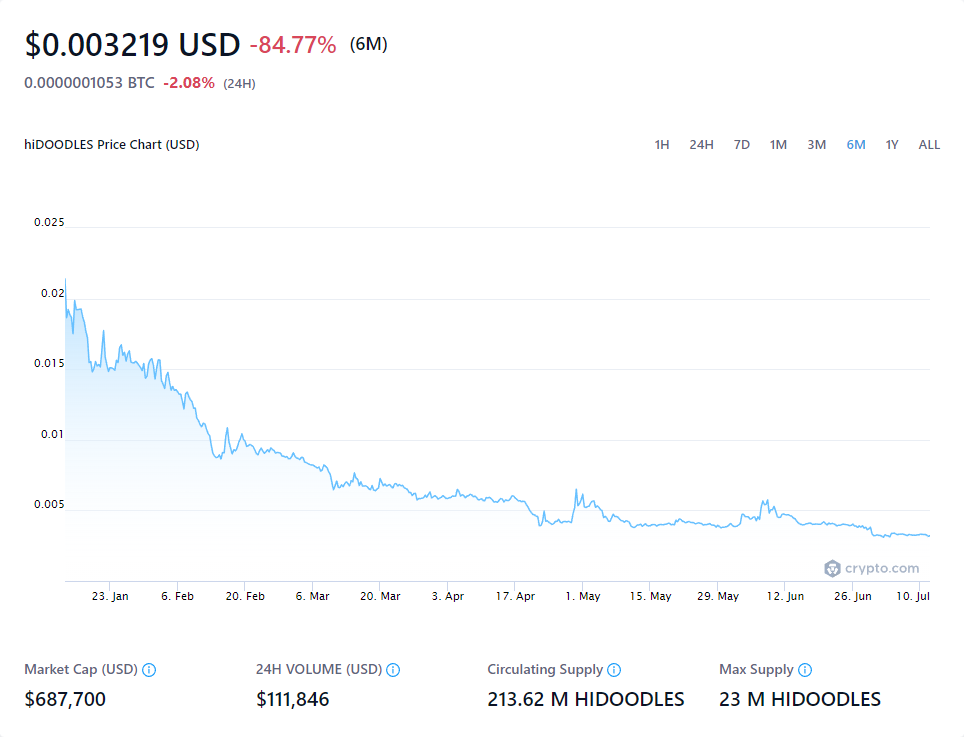 $0.003219 USD -84.77% (6M)
0.0000001053 BTC -2.08% (24H)
hiDOODLES Price Chart (USD) 1H 24H 7D 1M 3M 6M 1Y ALL
0.025
0.02
0.015
0.01
0.005
crypto.com
23. Jan 6. Feb 20. Feb 6. Mar 20. Mar 3. Apr 17. Apr 1. May 15. May 29. May 12. Jun 26. Jun 10. Jul
Market Cap (USD) 24H VOLUME (USD) Circulating Supply Max Supply
$687,700 $111,846 213.62 M HIDOODLES 23 M HIDOODLES